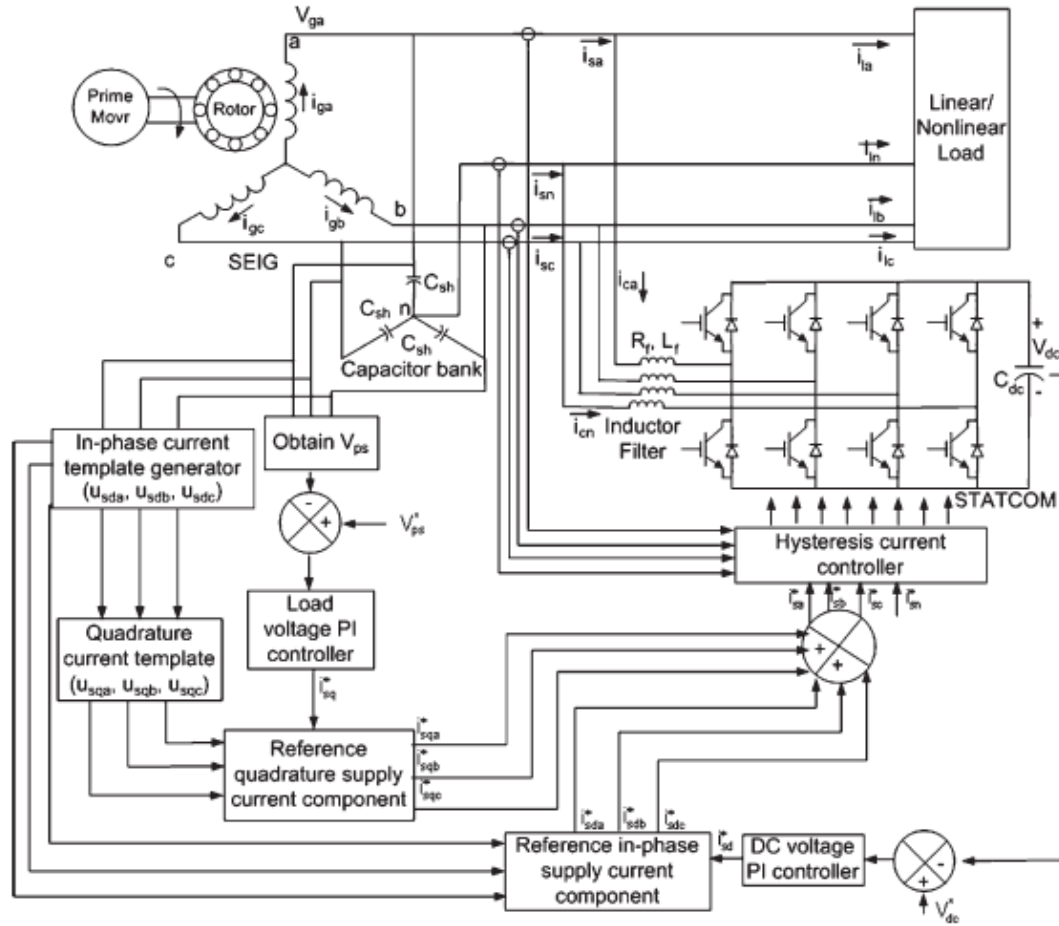 V_ga
a
i_sa
i_la
Prime
Movr
Rotor
i_ga
Linear/
Nonlinear
Load
i_ln
i_sn
i_gc
i_gb
b
i_lb
c
SEIG
i_sc
i_lc
C_sh
i_ca
n
C_sh
C_sh
Capacitor bank
R_f, L_f
+
V_dc
C_dc
-
i_cn
Inductor
Filter
In-phase current
template generator
(u_sda, u_sdb, u_sdc)
Obtain V_ps
STATCOM
-
+
V*_ps
Hysteresis current
controller
i*_sa
i*_sb
i*_sc
i*_sn
Load
voltage PI
controller
Quadrature
current template
(u_sqa, u_sqb, u_sqc)
+
+
i*_sq
Reference
quadrature supply
current component
i*_sqa
i*_sqb
i*_sqc
i*_sda
i*_sdb
i*_sdc
Reference in-phase
supply current
component
i*_sd
DC voltage
PI controller
-
+
V*_dc